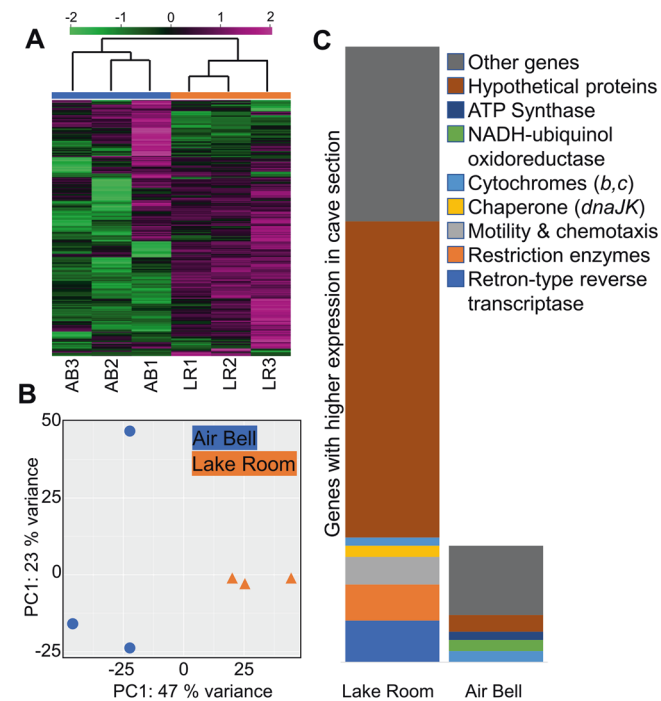 A
-2 -1 0 1 2
AB3 AB2 AB1 LR1 LR2 LR3
B
50
25
0
-25
-25 0 25
PC1: 23 % variance
PC1: 47 % variance
Air Bell
Lake Room
C
Genes with higher expression in cave section
Other genes
Hypothetical proteins
ATP Synthase
NADH-ubiquinol
oxidoreductase
Cytochromes (b,c)
Chaperone (dnaJK)
Motility & chemotaxis
Restriction enzymes
Retron-type reverse
transcriptase
Lake Room Air Bell